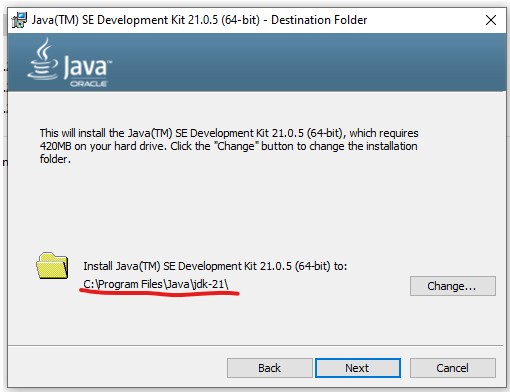 Java(TM) SE Development Kit 21.0.5 (64-bit) - Destination Folder
Java™
ORACLE
This will install the Java(TM) SE Development Kit 21.0.5 (64-bit), which requires
420MB on your hard drive. Click the "Change" button to change the installation
folder.
Install Java(TM) SE Development Kit 21.0.5 (64-bit) to:
C:\Program Files\Java\jdk-21\
Change...
Back
Next
Cancel